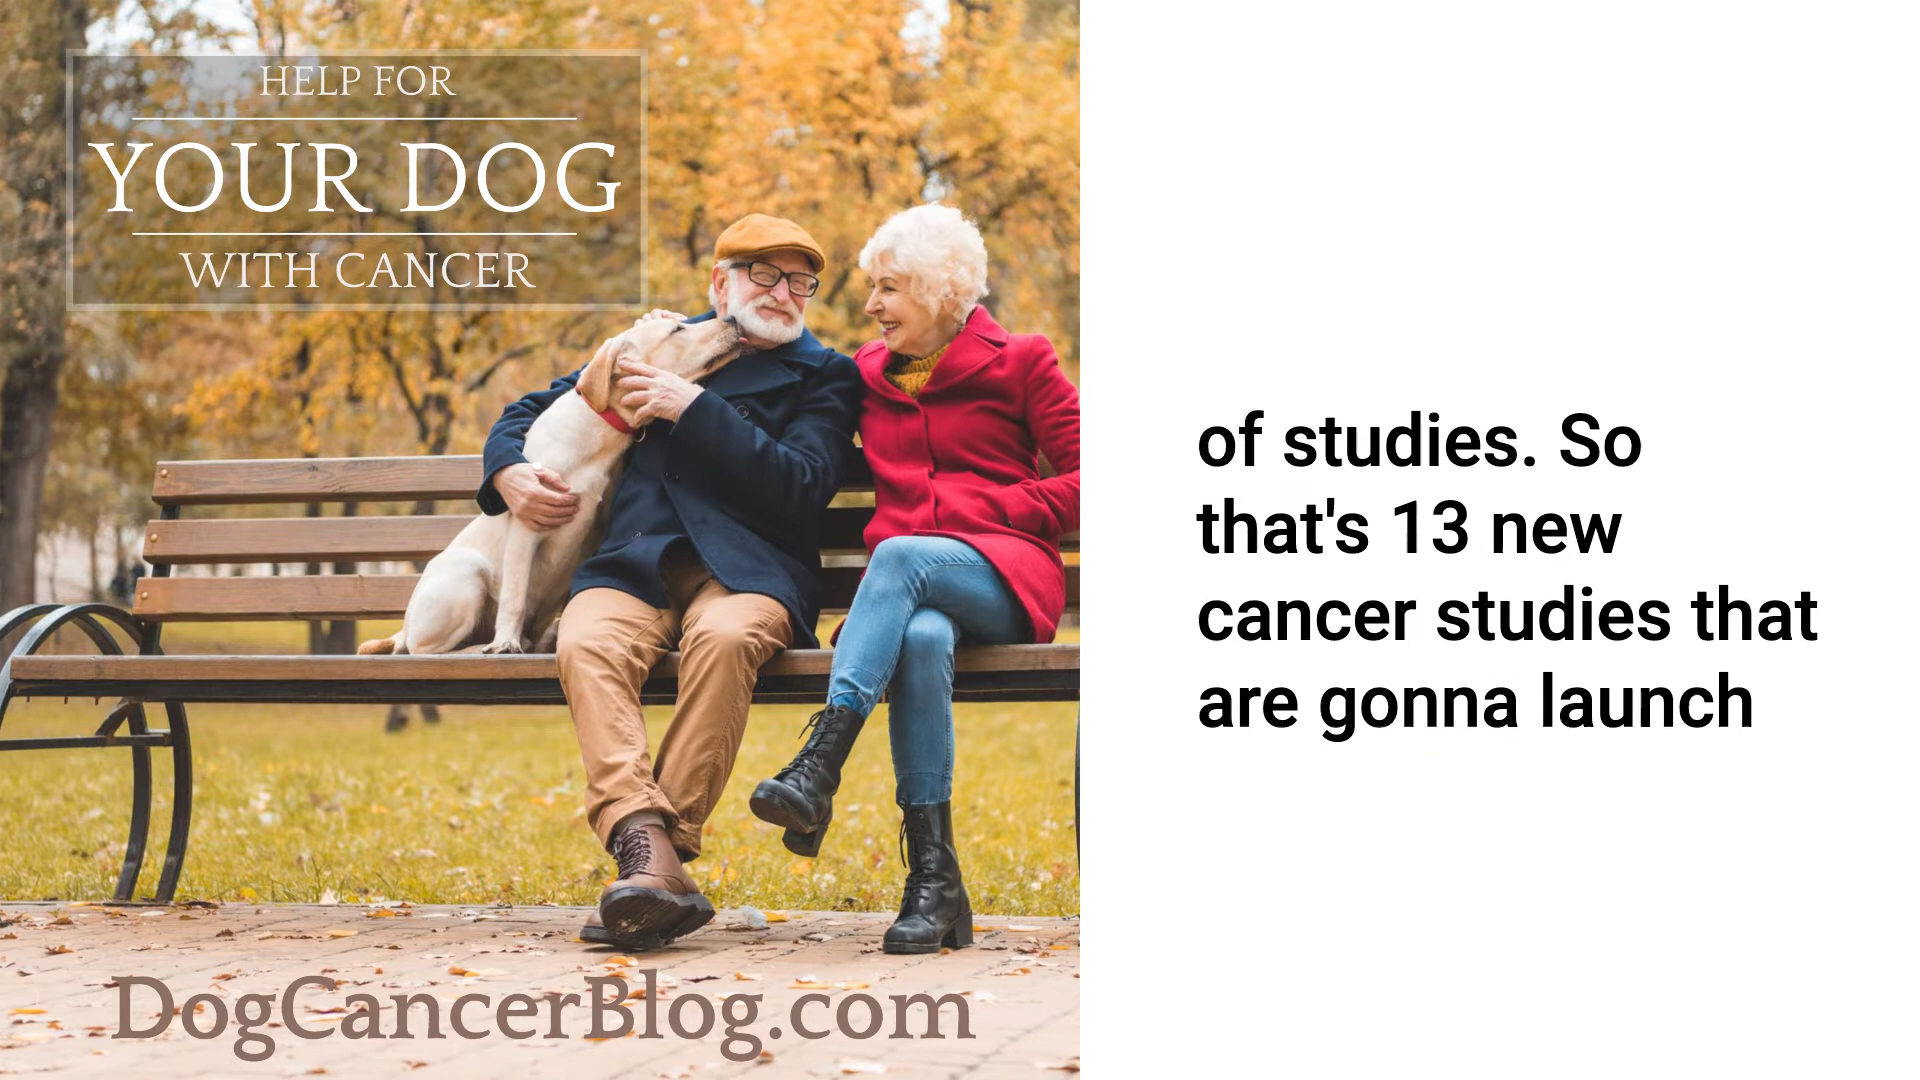 HELP FOR
YOUR DOG
WITH CANCER
DogCancerBlog.com
of studies. So
that's 13 new
cancer studies that
are gonna launch